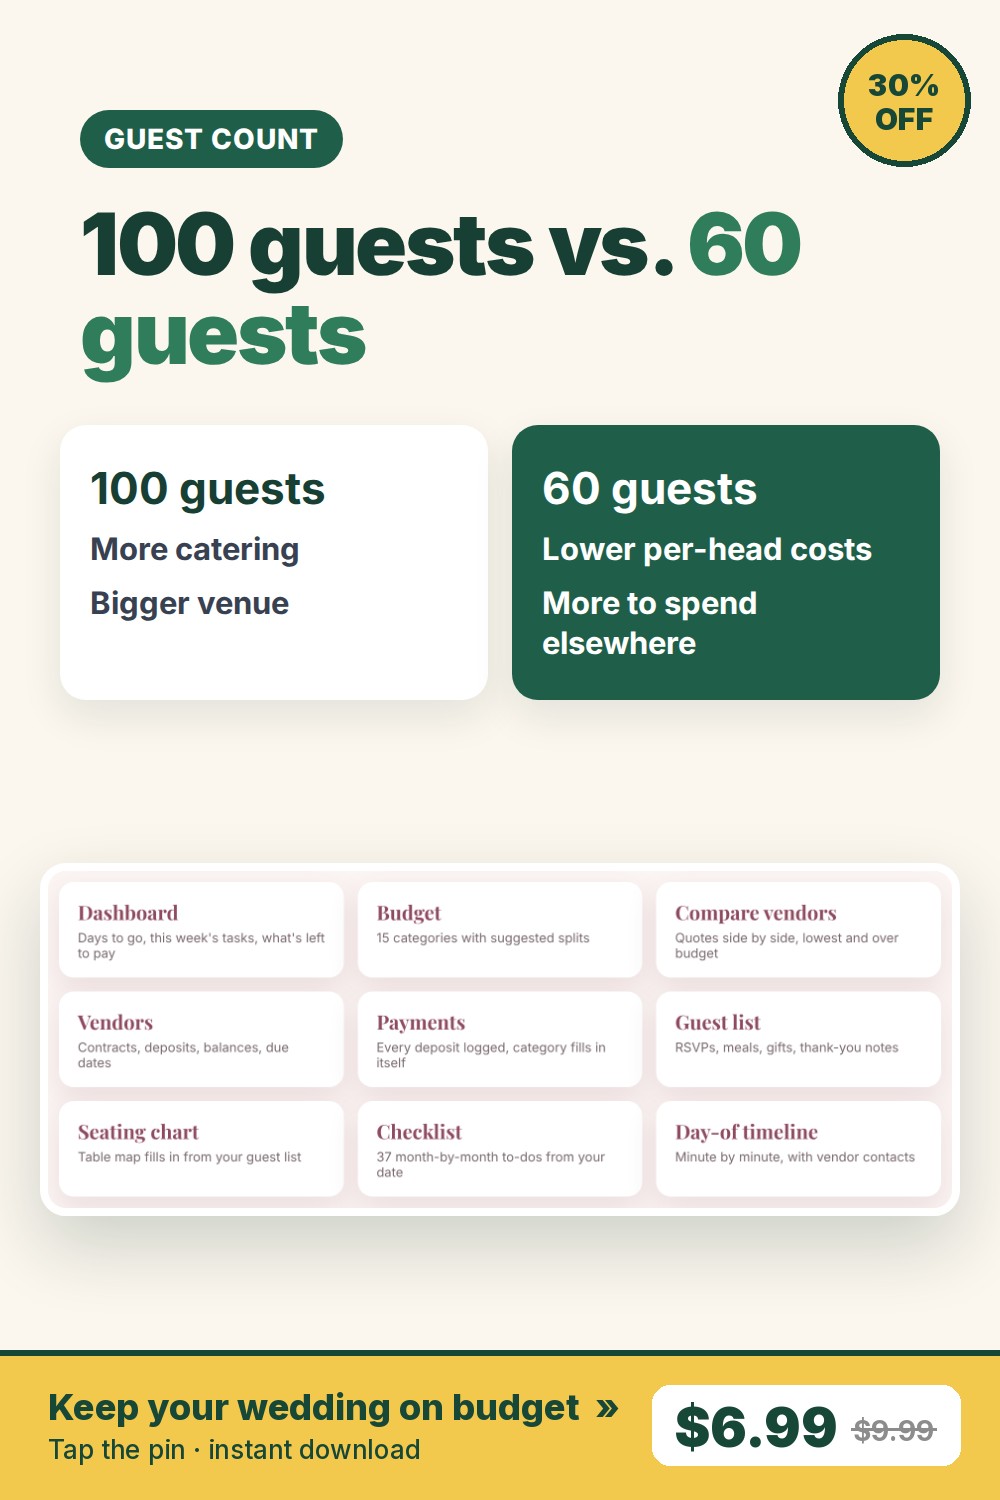 30%
OFF
GUEST COUNT
100 guests vs. 60
guests
100 guests
More catering
Bigger venue
60 guests
Lower per-head costs
More to spend
elsewhere
Dashboard
Days to go, this week's tasks, what's left
to pay
Budget
15 categories with suggested splits
Compare vendors
Quotes side by side, lowest and over
budget
Vendors
Contracts, deposits, balances, due
dates
Payments
Every deposit logged, category fills in
itself
Guest list
RSVPs, meals, gifts, thank-you notes
Seating chart
Table map fills in from your guest list
Checklist
37 month-by-month to-dos from your
date
Day-of timeline
Minute by minute, with vendor contacts
Keep your wedding on budget »
Tap the pin · instant download
$6.99 $9.99